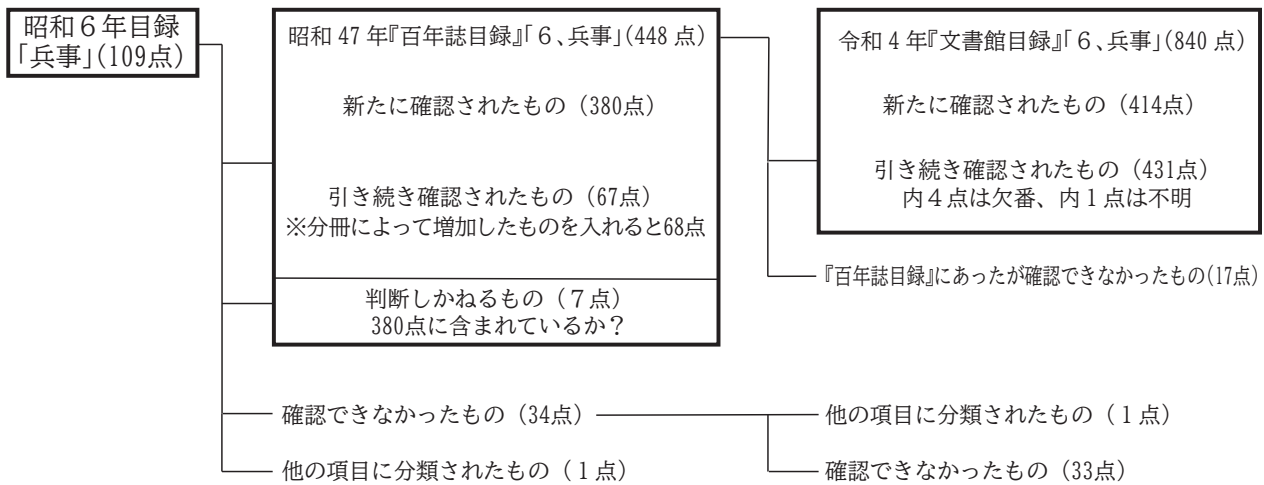 昭和６年目録
「兵事」（109点）
昭和 47 年『百年誌目録』「６、兵事」（448 点）
新たに確認されたもの（380点）
引き続き確認されたもの（67点）
※分冊によって増加したものを入れると68点
判断しかねるもの（７点）
380点に含まれているか？
令和４年『文書館目録』「６、兵事」（840 点）
新たに確認されたもの（414点）
引き続き確認されたもの（431点）
内４点は欠番、内１点は不明
『百年誌目録』にあったが確認できなかったもの（17点）
確認できなかったもの（34点）
他の項目に分類されたもの（１点）
他の項目に分類されたもの（１点）
確認できなかったもの（33点）